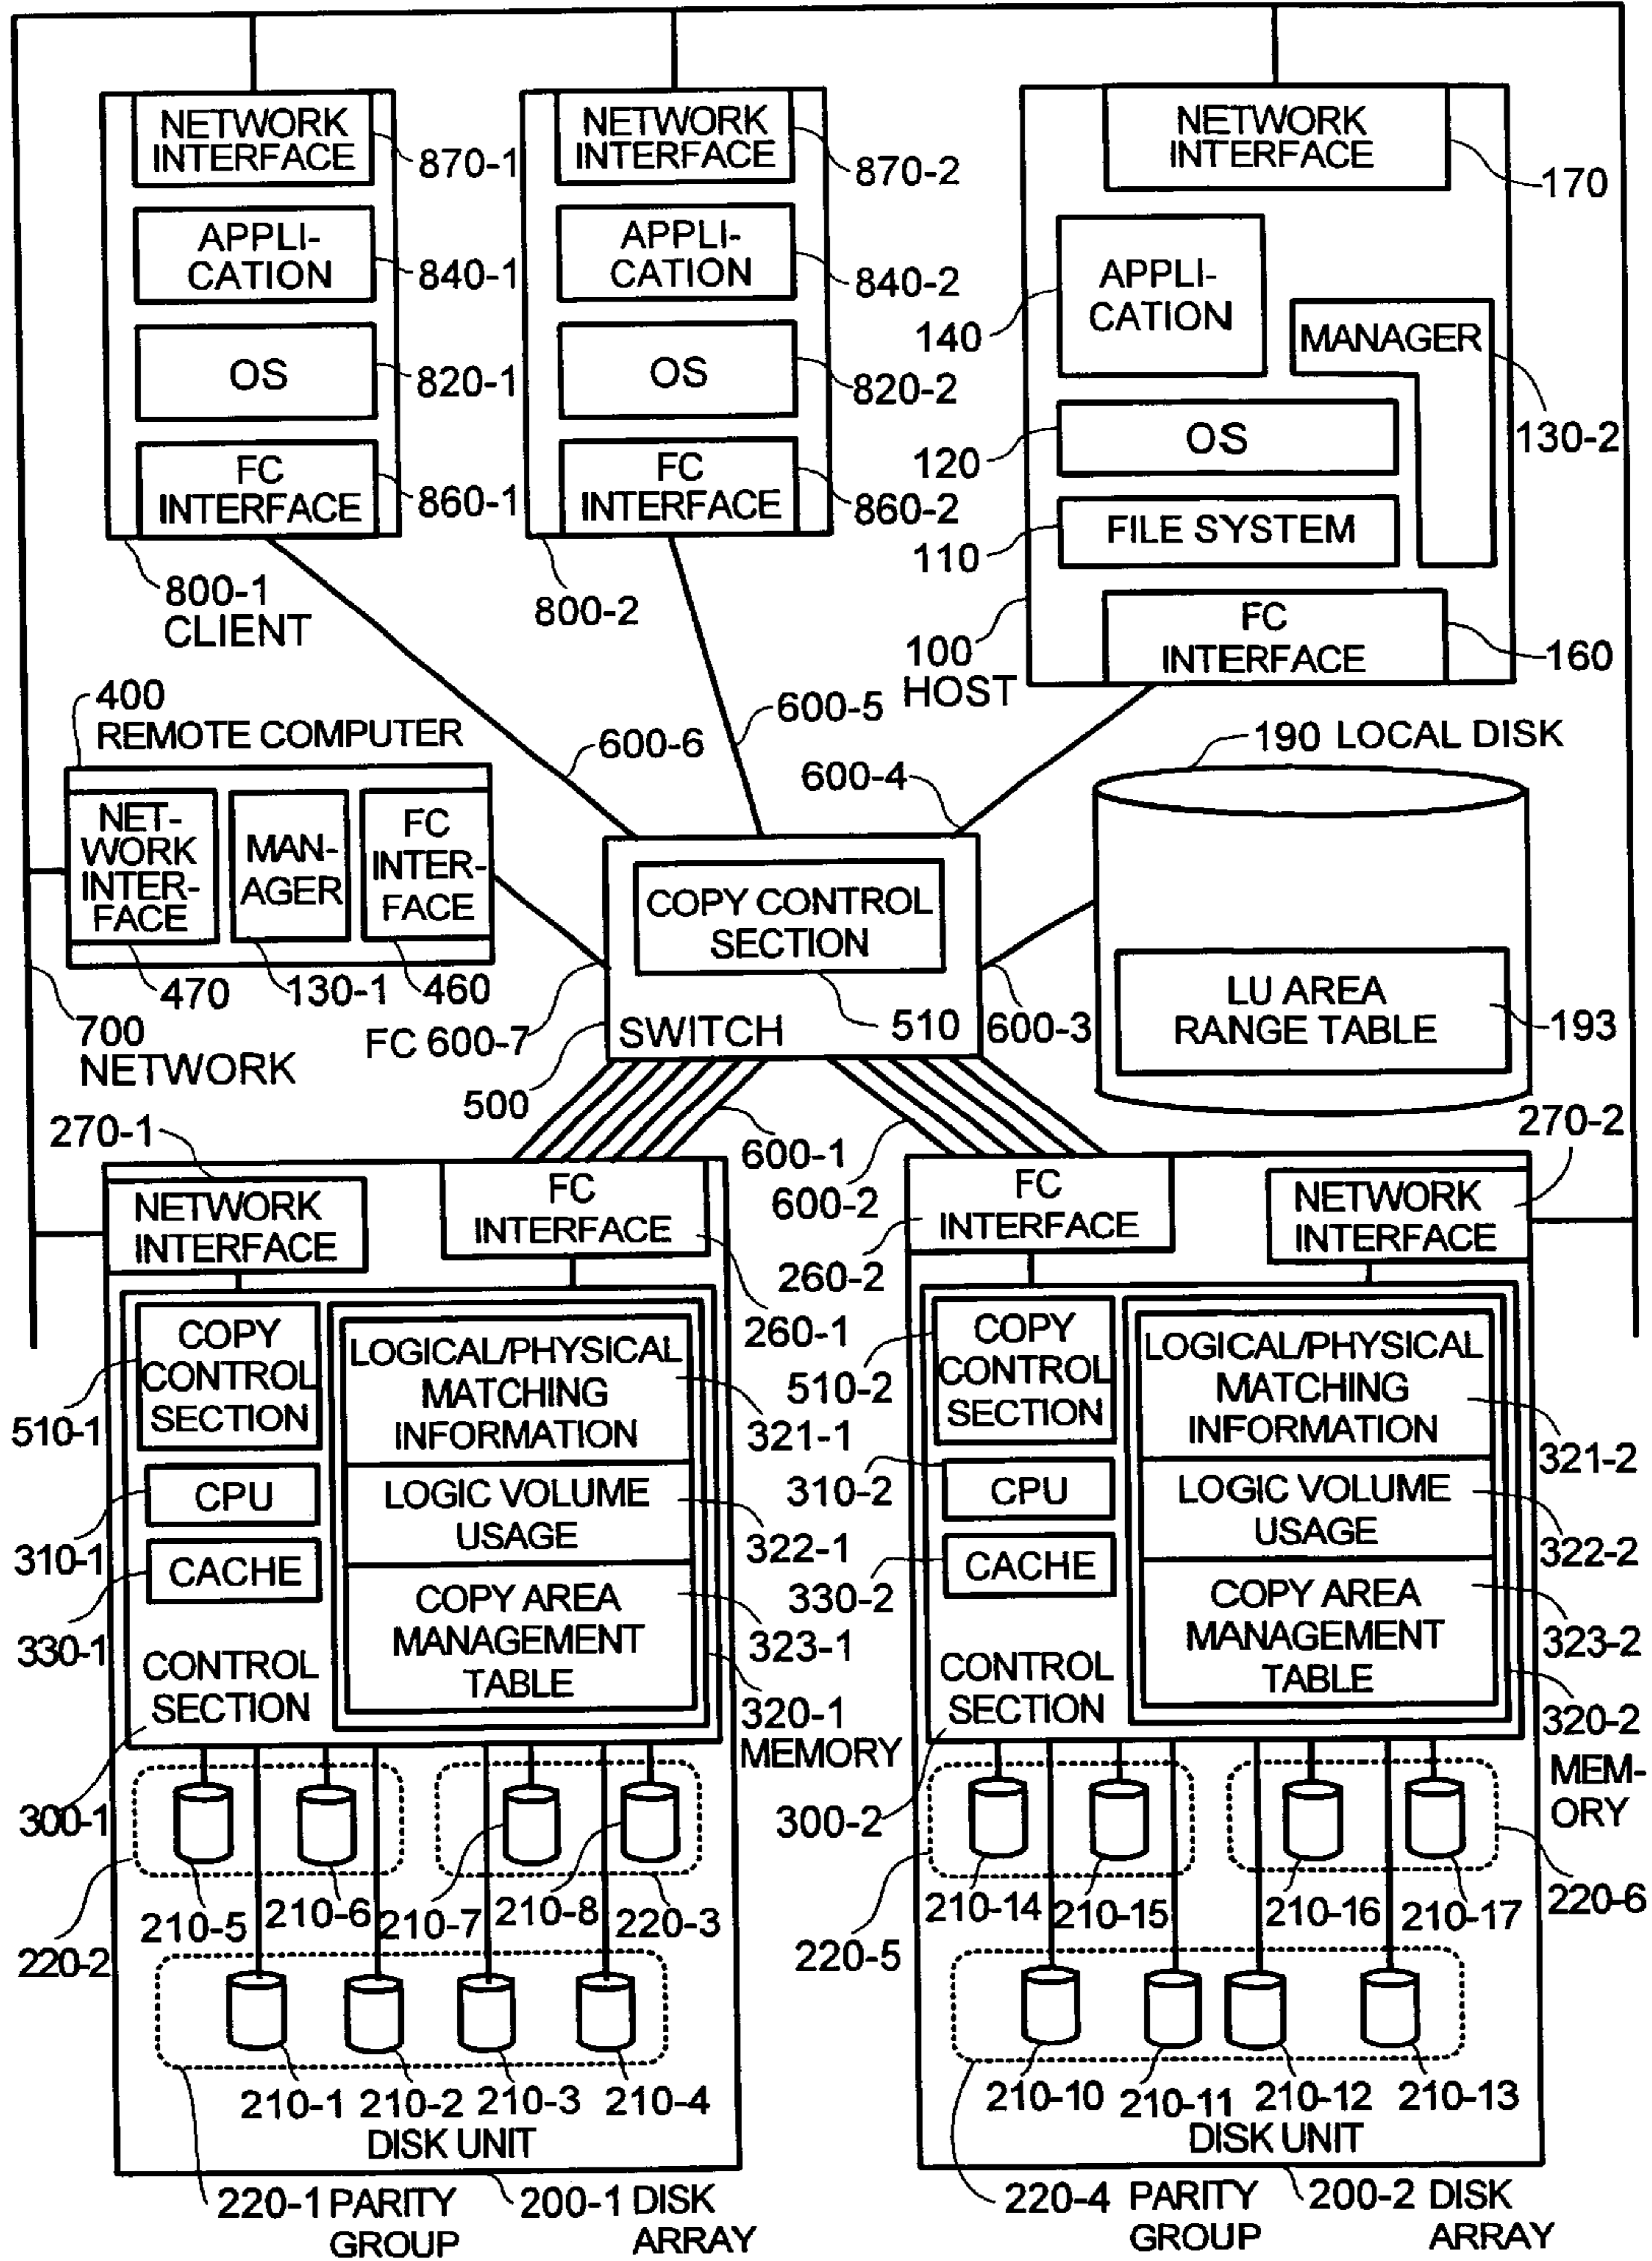 NETWORK
INTERFACE
870-1
APPLI-
CATION
840-1
OS
820-1
FC
INTERFACE
860-1
800-1
CLIENT
NETWORK
INTERFACE
870-2
APPLI-
CATION
840-2
OS
820-2
FC
INTERFACE
860-2
800-2
NETWORK
INTERFACE
170
APPLI-
CATION
140
MANAGER
130-2
OS
120
FILE SYSTEM
110
FC
INTERFACE
160
100
HOST
400
REMOTE COMPUTER
NET-
WORK
INTER-
FACE
470
MAN-
AGER
130-1
FC
INTER-
FACE
460
600-6
600-5
600-4
190 LOCAL DISK
LU AREA
RANGE TABLE
193
COPY CONTROL
SECTION
510
SWITCH
500
FC 600-7
600-3
700
NETWORK
600-1
600-2
270-1
NETWORK
INTERFACE
FC
INTERFACE
260-1
COPY
CONTROL
SECTION
510-1
CPU
310-1
CACHE
330-1
CONTROL
SECTION
300-1
LOGICAL/PHYSICAL
MATCHING
INFORMATION
321-1
LOGIC VOLUME
USAGE
322-1
COPY AREA
MANAGEMENT
TABLE
323-1
320-1
MEMORY
210-5
210-6
210-7
210-8
220-3
220-2
210-1
210-2
210-3
210-4
DISK UNIT
220-1 PARITY
GROUP
200-1 DISK
ARRAY
270-2
FC
INTERFACE
260-2
NETWORK
INTERFACE
COPY
CONTROL
SECTION
510-2
CPU
310-2
CACHE
330-2
CONTROL
SECTION
300-2
LOGICAL/PHYSICAL
MATCHING
INFORMATION
321-2
LOGIC VOLUME
USAGE
322-2
COPY AREA
MANAGEMENT
TABLE
323-2
320-2
MEM-
ORY
210-14
210-15
210-16
210-17
220-6
220-5
210-10
210-11
210-12
210-13
DISK UNIT
220-4 PARITY
GROUP
200-2 DISK
ARRAY